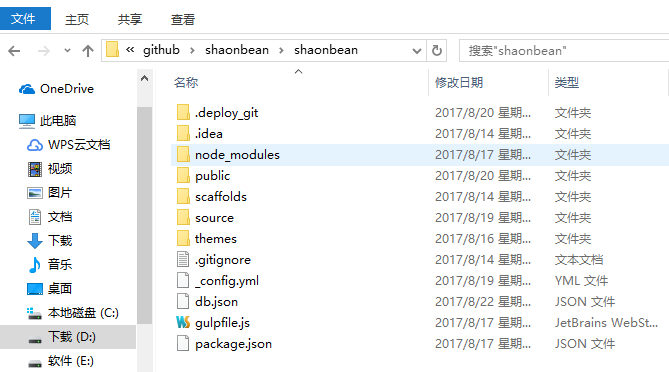 文件 主页 共享 查看
« github › shaonbean › shaonbean 搜索"shaonbean"
名称 修改日期 类型
OneDrive
此电脑
WPS云文档
视频
图片
文档
下载
音乐
桌面
本地磁盘 (C:)
下载 (D:)
软件 (E:)
.deploy_git 2017/8/20 星期... 文件夹
.idea 2017/8/14 星期... 文件夹
node_modules 2017/8/17 星期... 文件夹
public 2017/8/20 星期... 文件夹
scaffolds 2017/8/14 星期... 文件夹
source 2017/8/19 星期... 文件夹
themes 2017/8/16 星期... 文件夹
.gitignore 2017/8/14 星期... 文本文档
_config.yml 2017/8/19 星期... YML 文件
db.json 2017/8/22 星期... JSON 文件
gulpfile.js 2017/8/17 星期... JetBrains WebSt...
package.json 2017/8/17 星期... JSON 文件